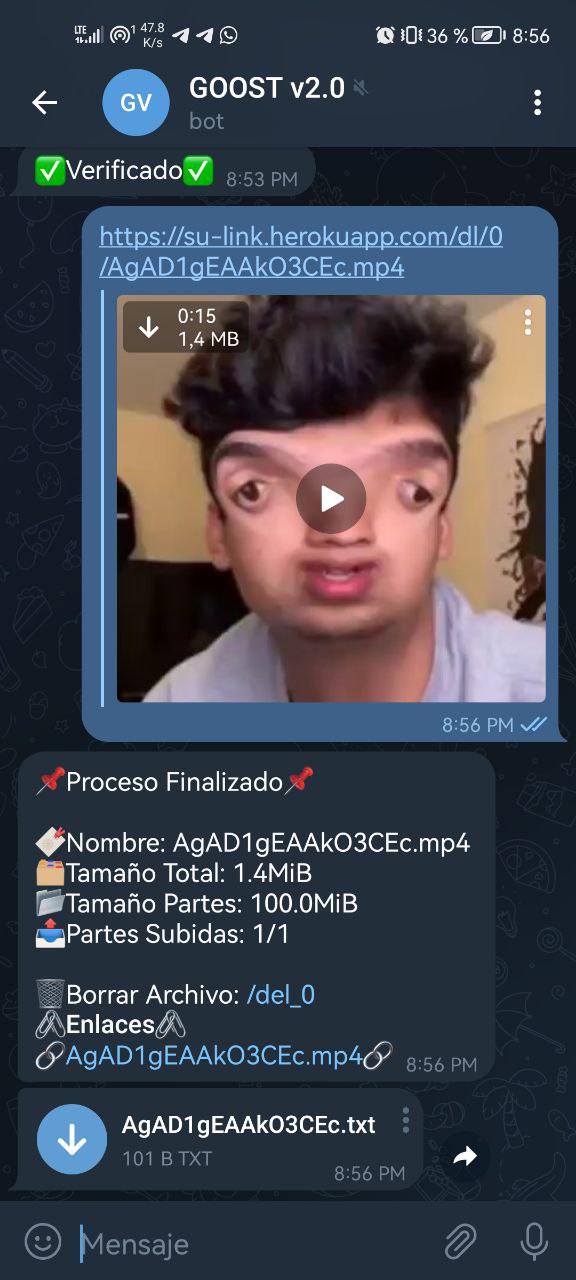 LTE 1 47.8 K/s 36 % 8:56
GV
GOOST v2.0
bot
✅Verificado✅ 8:53 PM
https://su-link.herokuapp.com/dl/0
/AgAD1gEAAkO3CEc.mp4
0:15
1,4 MB
8:56 PM
📌Proceso Finalizado📌
🏷Nombre: AgAD1gEAAkO3CEc.mp4
🗂Tamaño Total: 1.4MiB
📂Tamaño Partes: 100.0MiB
📤Partes Subidas: 1/1
🗑Borrar Archivo: /del_0
🖇Enlaces🖇
🔗AgAD1gEAAkO3CEc.mp4🔗 8:56 PM
AgAD1gEAAkO3CEc.txt
101 B TXT
8:56 PM
Mensaje